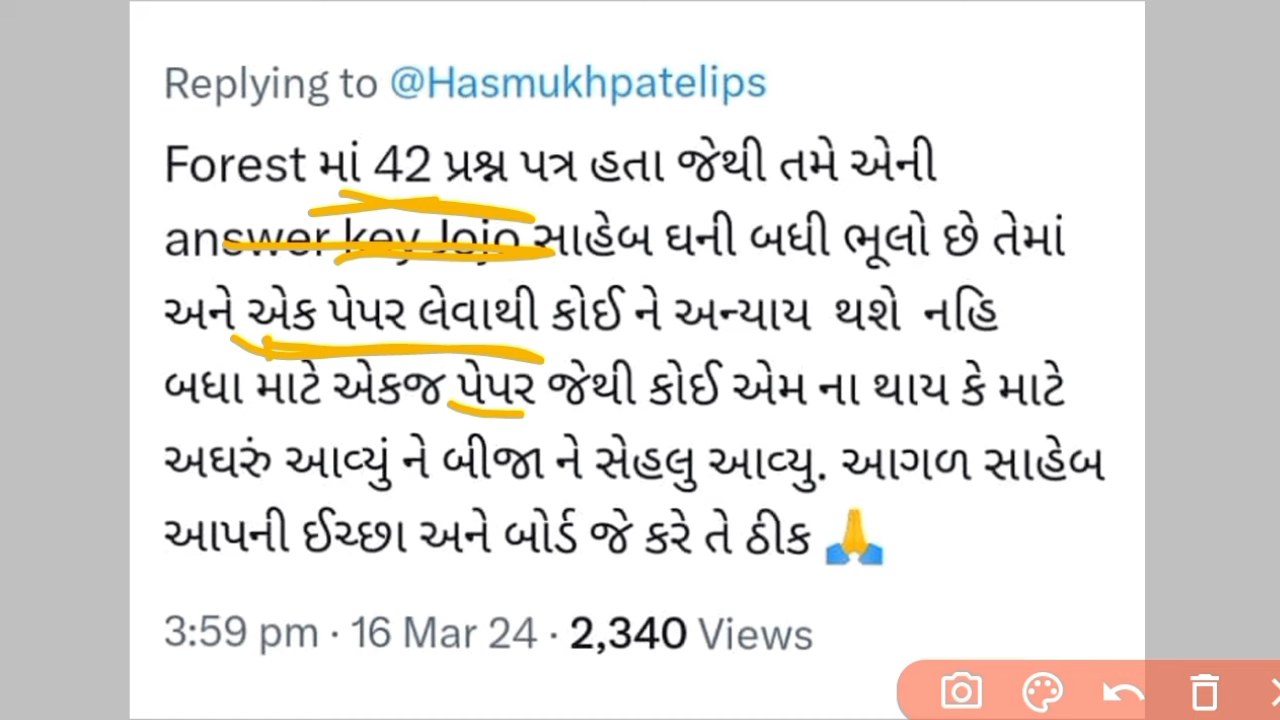 Replying to @Hasmukhpatelips
Forest માં 42 પ્રશ્ન પત્ર હતા જેથી તમે એની
answer key Jojo સાહેબ ઘની બધી ભૂલો છે તેમાં
અને એક પેપર લેવાથી કોઈ ને અન્યાય થશે નહિ
બધા માટે એકજ પેપર જેથી કોઈ એમ ના થાય કે માટે
અઘરું આવ્યું ને બીજા ને સેહલુ આવ્યુ. આગળ સાહેબ
આપની ઈચ્છા અને બોર્ડ જે કરે તે ઠીક 🙏
3:59 pm · 16 Mar 24 · 2,340 Views